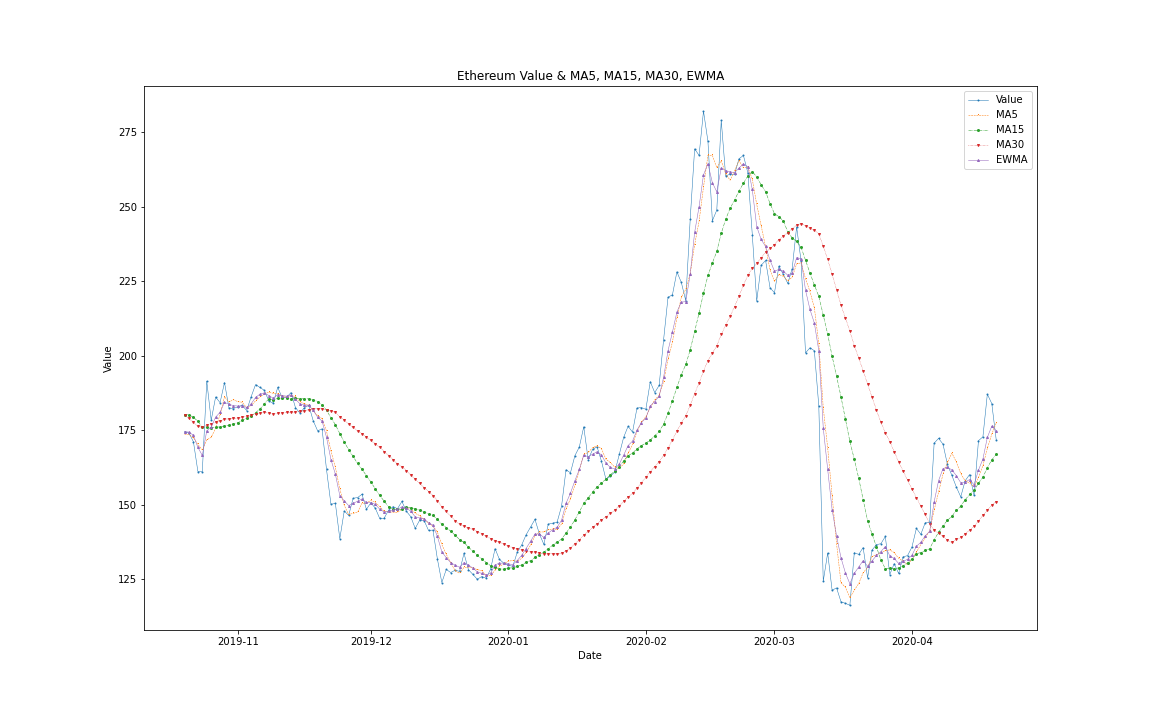 Ethereum Value & MA5, MA15, MA30, EWMA
Value
MA5
MA15
MA30
EWMA
275
250
225
200
175
150
125
Value
2019-11
2019-12
2020-01
2020-02
2020-03
2020-04
Date